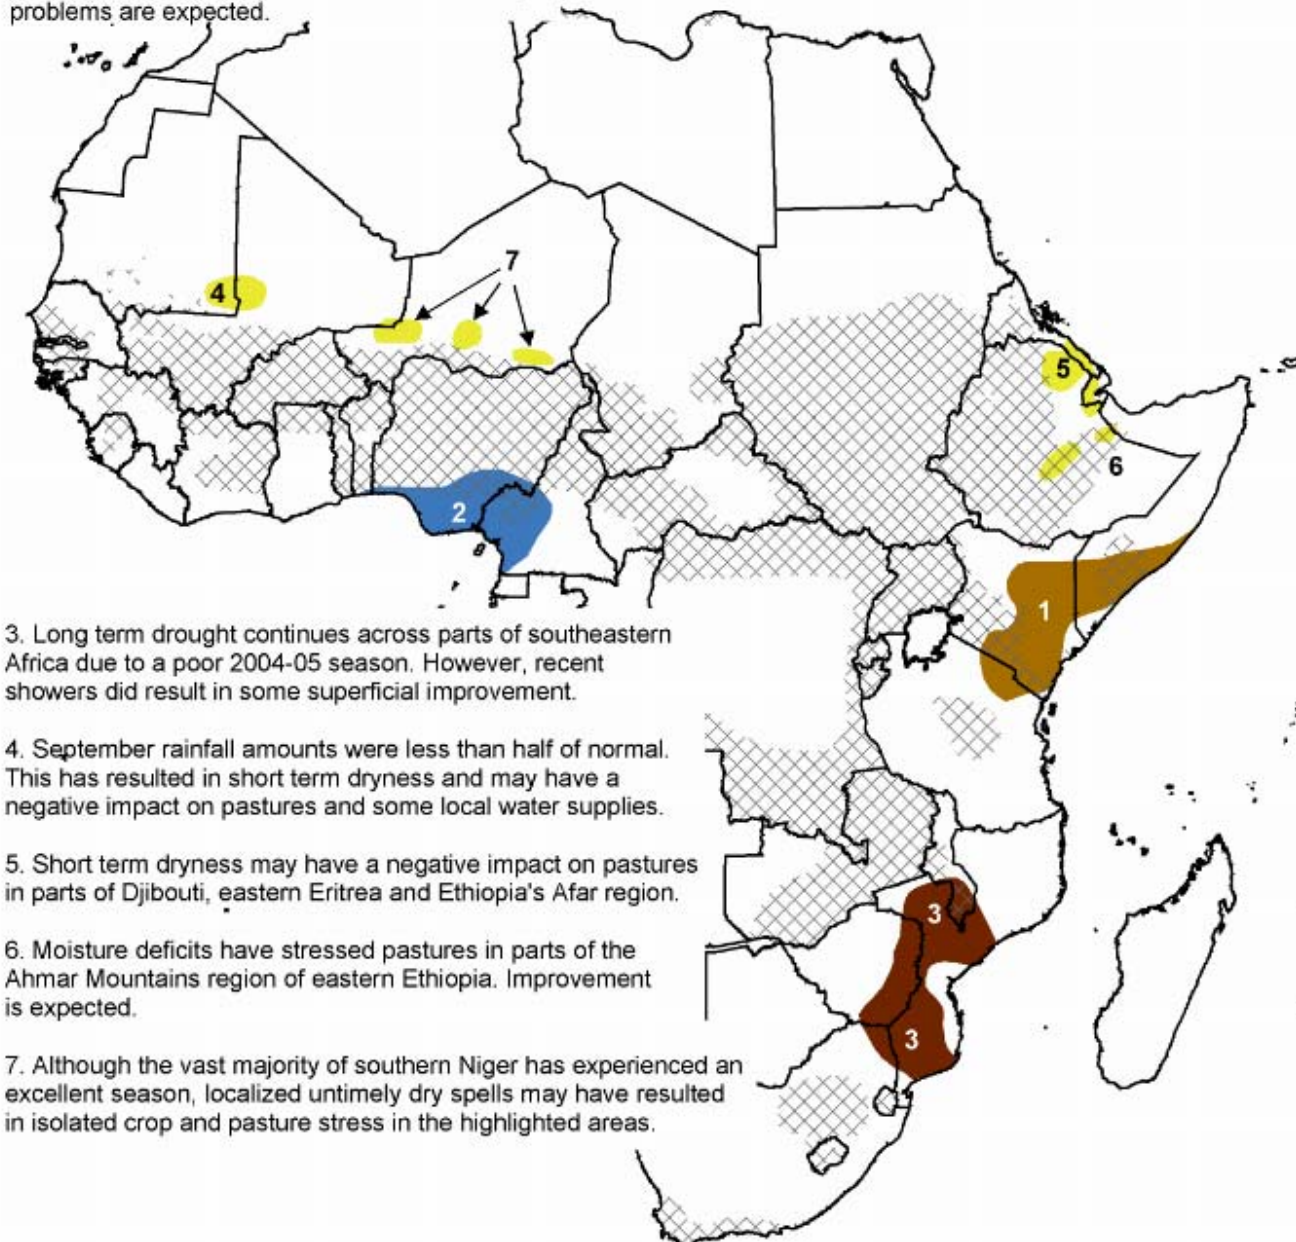 problems are expected.
7
4
5
6
2
1
3. Long term drought continues across parts of southeastern
Africa due to a poor 2004-05 season. However, recent
showers did result in some superficial improvement.
4. September rainfall amounts were less than half of normal.
This has resulted in short term dryness and may have a
negative impact on pastures and some local water supplies.
5. Short term dryness may have a negative impact on pastures
in parts of Djibouti, eastern Eritrea and Ethiopia's Afar region.
3
6. Moisture deficits have stressed pastures in parts of the
Ahmar Mountains region of eastern Ethiopia. Improvement
is expected.
3
7. Although the vast majority of southern Niger has experienced an
excellent season, localized untimely dry spells may have resulted
in isolated crop and pasture stress in the highlighted areas.